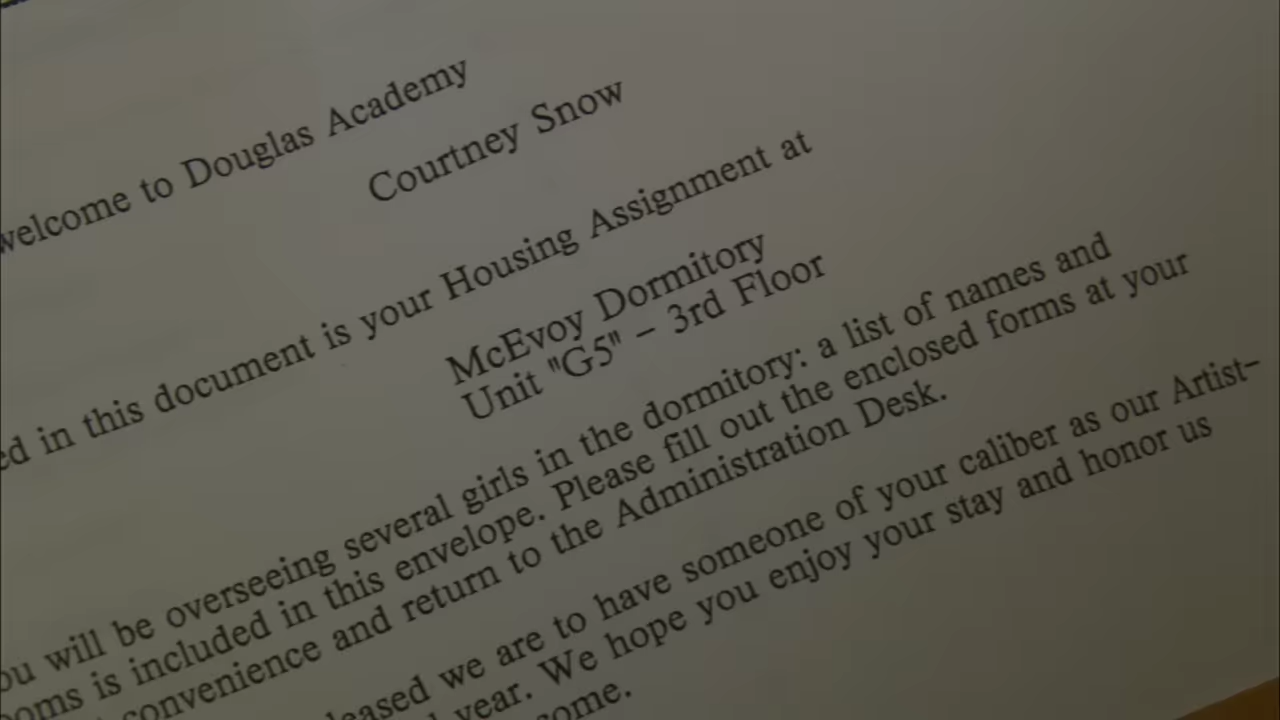 welcome to Douglas Academy
Courtney Snow
ed in this document is your Housing Assignment at
McEvoy Dormitory
Unit "G5" – 3rd Floor
ou will be overseeing several girls in the dormitory: a list of names and
ooms is included in this envelope. Please fill out the enclosed forms at your
convenience and return to the Administration Desk.
leased we are to have someone of your caliber as our Artist–
year. We hope you enjoy your stay and honor us
ome.